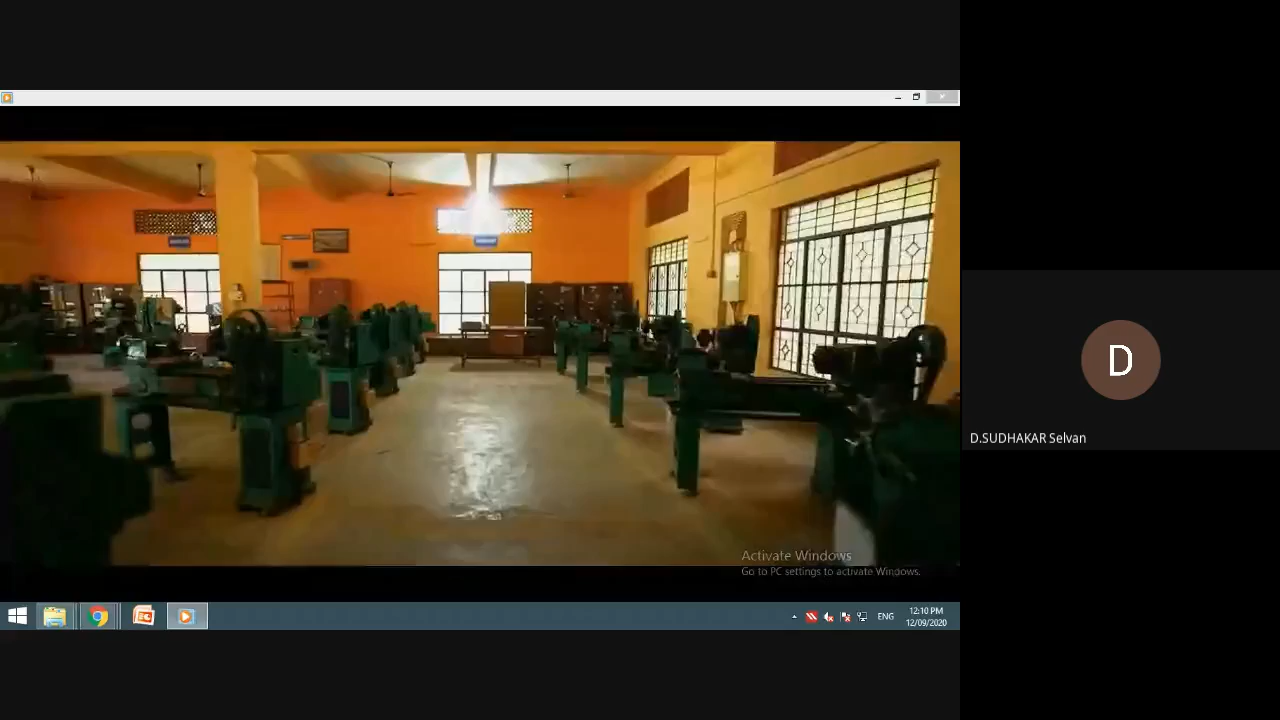 Activate Windows
Go to PC settings to activate Windows.
D
D.SUDHAKAR Selvan
ENG
12:10 PM
12/09/2020